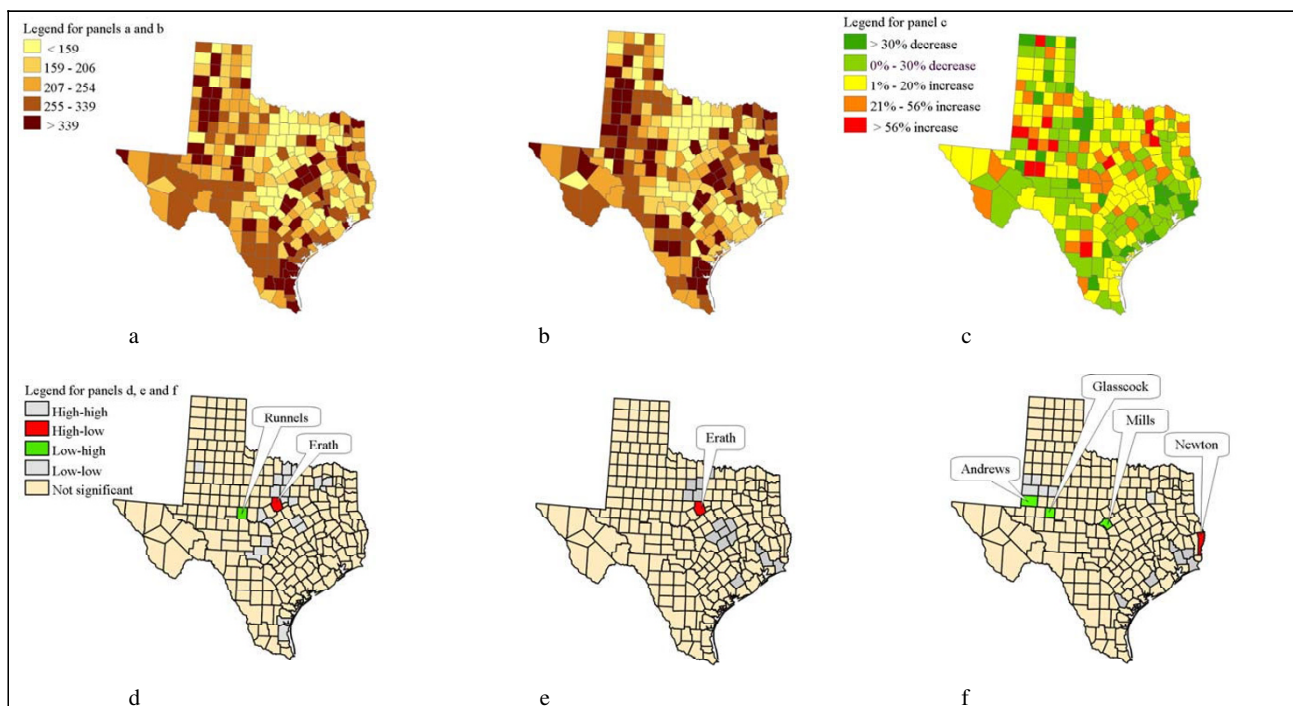 Legend for panels a and b
< 159
159 - 206
207 - 254
255 - 339
> 339
Legend for panel c
> 30% decrease
0% - 30% decrease
1% - 20% increase
21% - 56% increase
> 56% increase
a
b
c
Legend for panels d, e and f
High-high
High-low
Low-high
Low-low
Not significant
Runnels
Erath
Erath
Glasscock
Mills
Newton
Andrews
d
e
f